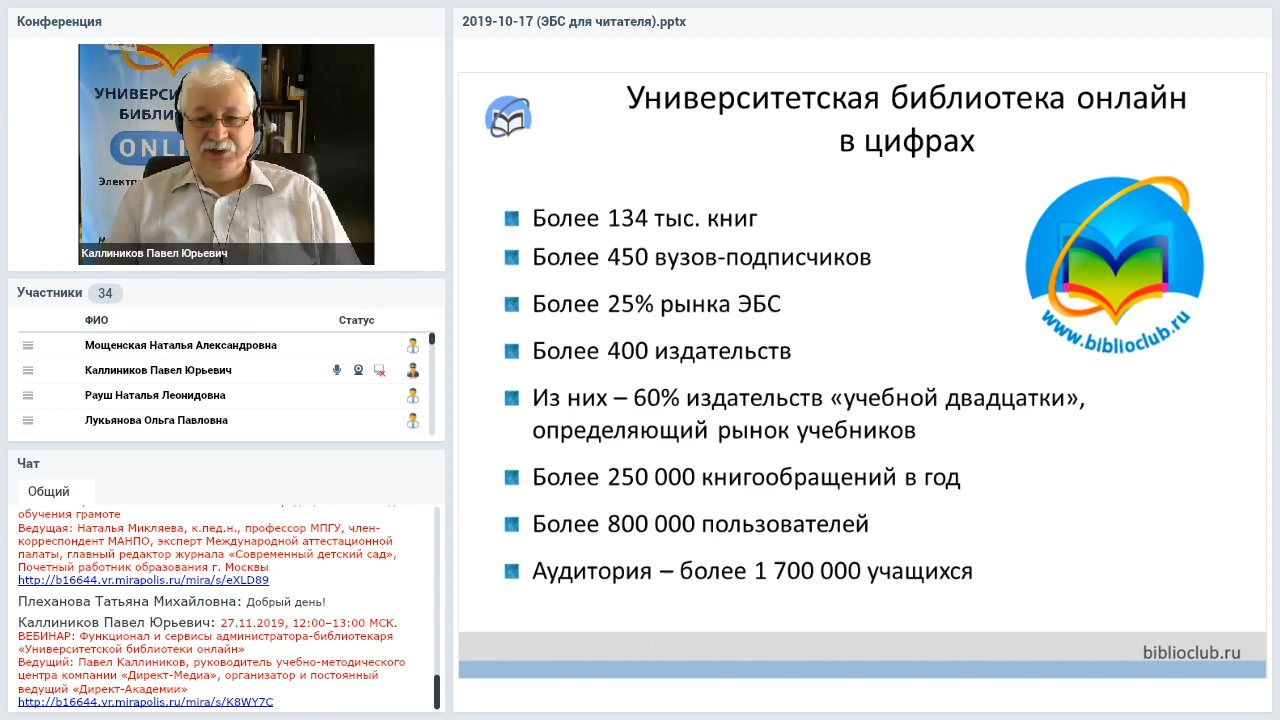 Конференция
УНИВЕРСИ
БИБЛИ
ONLI
Электр
Каллиников Павел Юрьевич
Участники 34
ФИО Статус
Мощенская Наталья Александровна
Каллиников Павел Юрьевич
Рауш Наталья Леонидовна
Лукьянова Ольга Павловна
Чат
Общий
обучения грамоте
Ведущая: Наталья Микляева, к.пед.н., профессор МПГУ, член-
корреспондент МАНПО, эксперт Международной аттестационной
палаты, главный редактор журнала «Современный детский сад»,
Почетный работник образования г. Москвы
http://b16644.vr.mirapolis.ru/mira/s/eXLD89
Плеханова Татьяна Михайловна: Добрый день!
Каллиников Павел Юрьевич: 27.11.2019, 12:00–13:00 МСК.
ВЕБИНАР: Функционал и сервисы администратора-библиотекаря
«Университетской библиотеки онлайн»
Ведущий: Павел Каллиников, руководитель учебно-методического
центра компании «Директ-Медиа», организатор и постоянный
ведущий «Директ-Академии»
http://b16644.vr.mirapolis.ru/mira/s/K8WY7C
2019-10-17 (ЭБС для читателя).pptx
Университетская библиотека онлайн
в цифрах
www.biblioclub.ru
Более 134 тыс. книг
Более 450 вузов-подписчиков
Более 25% рынка ЭБС
Более 400 издательств
Из них – 60% издательств «учебной двадцатки»,
определяющий рынок учебников
Более 250 000 книгообращений в год
Более 800 000 пользователей
Аудитория – более 1 700 000 учащихся
biblioclub.ru